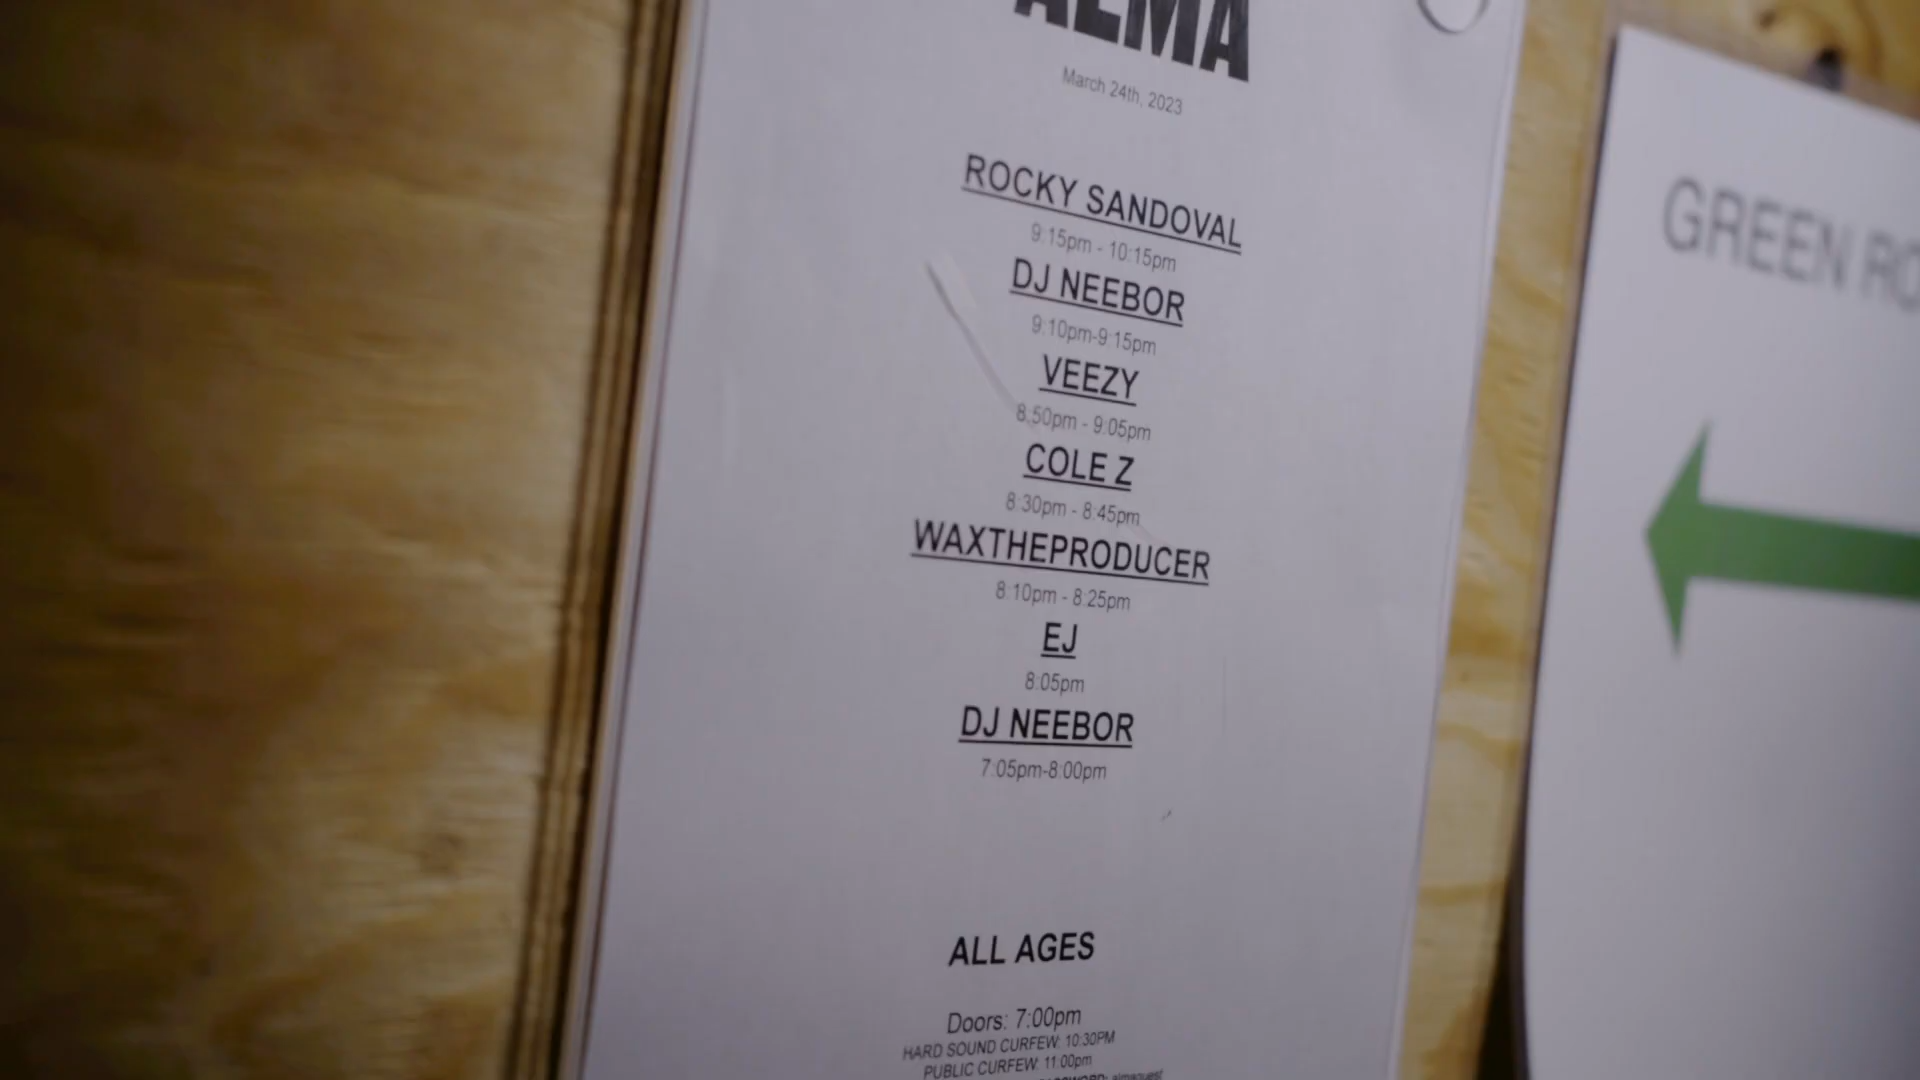 ALMA
March 24th, 2023
ROCKY SANDOVAL
9:15pm - 10:15pm
DJ NEEBOR
9:10pm-9:15pm
VEEZY
8:50pm - 9:05pm
COLE Z
8:30pm - 8:45pm
WAXTHEPRODUCER
8:10pm - 8:25pm
EJ
8:05pm
DJ NEEBOR
7:05pm-8:00pm
ALL AGES
Doors: 7:00pm
HARD SOUND CURFEW: 10:30PM
PUBLIC CURFEW: 11:00pm
GREEN